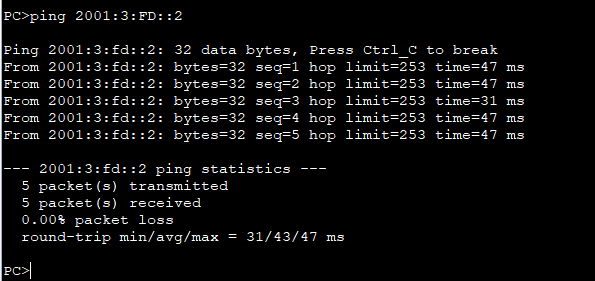 PC>ping 2001:3:FD::2
Ping 2001:3:fd::2: 32 data bytes, Press Ctrl_C to break
From 2001:3:fd::2: bytes=32 seq=1 hop limit=253 time=47 ms
From 2001:3:fd::2: bytes=32 seq=2 hop limit=253 time=47 ms
From 2001:3:fd::2: bytes=32 seq=3 hop limit=253 time=31 ms
From 2001:3:fd::2: bytes=32 seq=4 hop limit=253 time=47 ms
From 2001:3:fd::2: bytes=32 seq=5 hop limit=253 time=47 ms
--- 2001:3:fd::2 ping statistics ---
5 packet(s) transmitted
5 packet(s) received
0.00% packet loss
round-trip min/avg/max = 31/43/47 ms
PC>